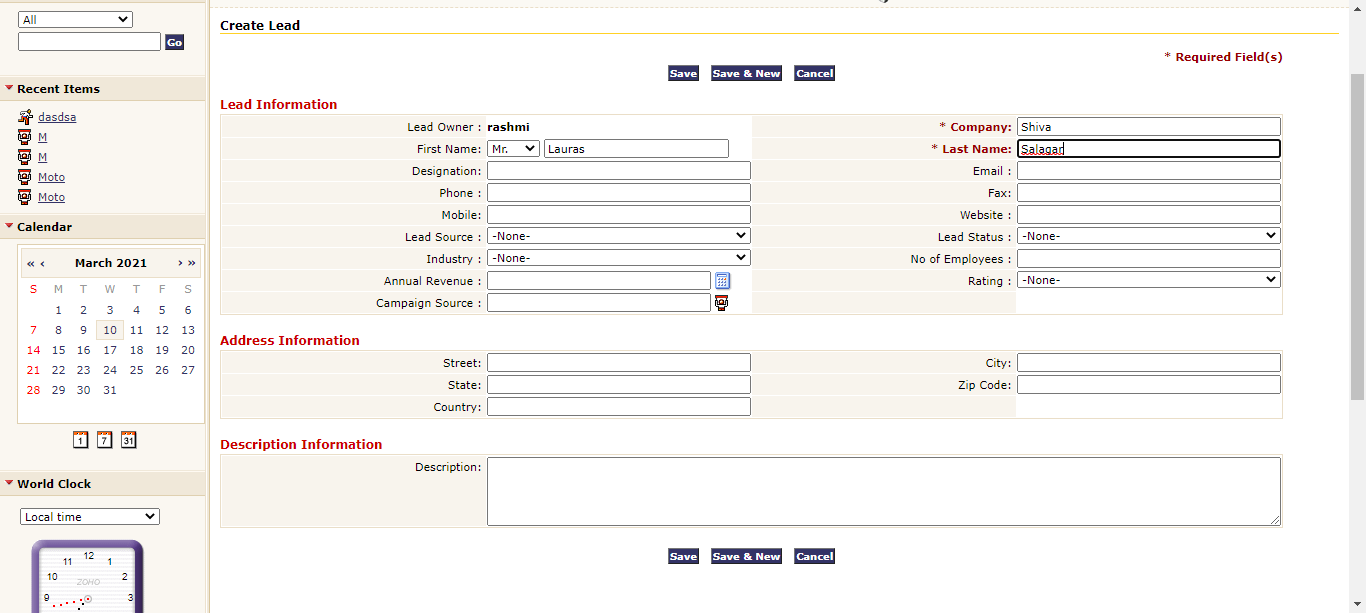 All
Go
Recent Items
dasdsa
M
M
Moto
Moto
Calendar
« ‹ March 2021 › »
S M T W T F S
1 2 3 4 5 6
7 8 9 10 11 12 13
14 15 16 17 18 19 20
21 22 23 24 25 26 27
28 29 30 31
1 7 31
World Clock
Local time
12
11 1
10 2
ZOHO
9 3
Create Lead
* Required Field(s)
Save Save & New Cancel
Lead Information
Lead Owner : rashmi * Company: Shiva
First Name: Mr. Lauras * Last Name: Salagar
Designation: Email :
Phone : Fax:
Mobile: Website :
Lead Source : -None- Lead Status : -None-
Industry : -None- No of Employees :
Annual Revenue : Rating : -None-
Campaign Source :
Address Information
Street: City:
State: Zip Code:
Country:
Description Information
Description:
Save Save & New Cancel